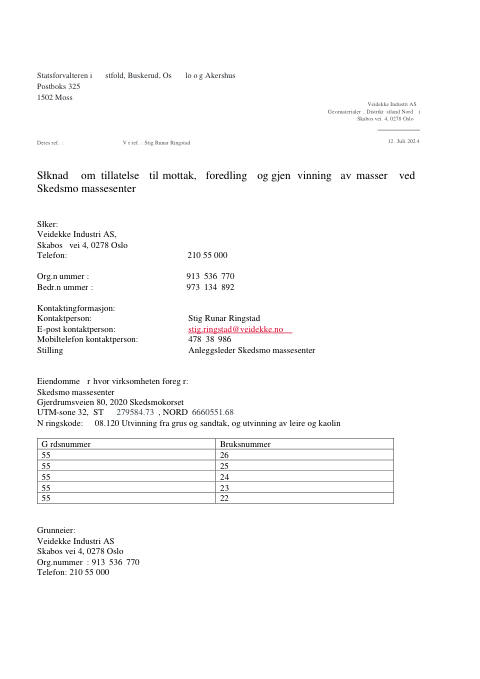 Statsforvalteren i stfold, Buskerud, Os lo o g Akershus
Postboks 325
1502 Moss
Veidekke Industri AS
Geomaterialer , Distrikt stland Nord i
Skabos vei 4, 0278 Oslo
Deres ref. : V r ref. : Stig Runar Ringstad 12. Juli 2024
Słknad om tillatelse til mottak, foredling og gjen vinning av masser ved
Skedsmo massesenter
Słker:
Veidekke Industri AS,
Skabos vei 4, 0278 Oslo
Telefon: 210 55 000
Org.n ummer : 913 536 770
Bedr.n ummer : 973 134 892
Kontaktingformasjon:
Kontaktperson: Stig Runar Ringstad
E-post kontaktperson: stig.ringstad@veidekke.no
Mobiltelefon kontaktperson: 478 38 986
Stilling Anleggsleder Skedsmo massesenter
Eiendomme r hvor virksomheten foreg r:
Skedsmo massesenter
Gjerdrumsveien 80, 2020 Skedsmokorset
UTM-sone 32, ST 279584.73 , NORD 6660551.68
N ringskode: 08.120 Utvinning fra grus og sandtak, og utvinning av leire og kaolin
G rdsnummer Bruksnummer
55 26
55 25
55 24
55 23
55 22
Grunneier:
Veidekke Industri AS
Skabos vei 4, 0278 Oslo
Org.nummer : 913 536 770
Telefon: 210 55 000